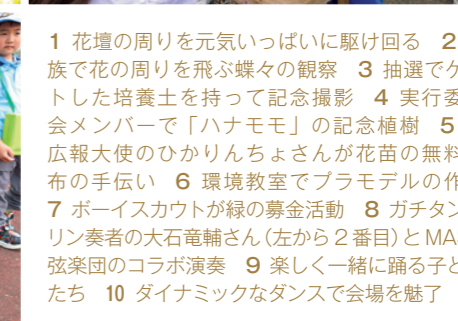 1 花壇の周りを元気いっぱいに駆け回る 2
族で花の周りを飛ぶ蝶々の観察 3 抽選でゲ
トした培養土を持って記念撮影 4 実行委
会メンバーで「ハナモモ」の記念植樹 5
広報大使のひかりんちょさんが花苗の無料
布の手伝い 6 環境教室でプラモデルの作
7 ボーイスカウトが緑の募金活動 8 ガチタン
リン奏者の大石竜輔さん（左から２番目）と MA
弦楽団のコラボ演奏 9 楽しく一緒に踊る子と
たち 10 ダイナミックなダンスで会場を魅了